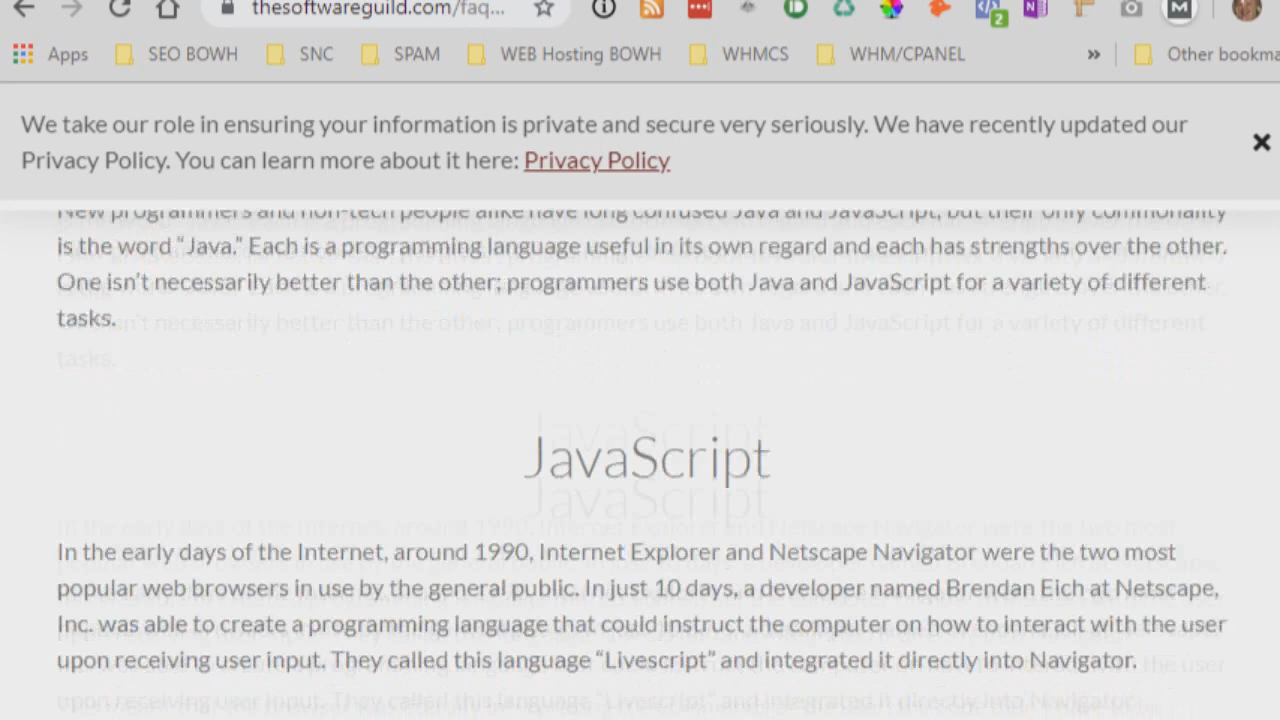 thesoftwareguild.com/faq...
2
M
Apps SEO BOWH SNC SPAM WEB Hosting BOWH WHMCS WHM/CPANEL » Other bookma
We take our role in ensuring your information is private and secure very seriously. We have recently updated our
Privacy Policy. You can learn more about it here: Privacy Policy
New programmers and non-tech people alike have long confused Java and JavaScript, but their only commonality
is the word “Java.” Each is a programming language useful in its own regard and each has strengths over the other.
One isn’t necessarily better than the other; programmers use both Java and JavaScript for a variety of different
tasks.
JavaScript
In the early days of the Internet, around 1990, Internet Explorer and Netscape Navigator were the two most
popular web browsers in use by the general public. In just 10 days, a developer named Brendan Eich at Netscape,
Inc. was able to create a programming language that could instruct the computer on how to interact with the user
upon receiving user input. They called this language “Livescript” and integrated it directly into Navigator.